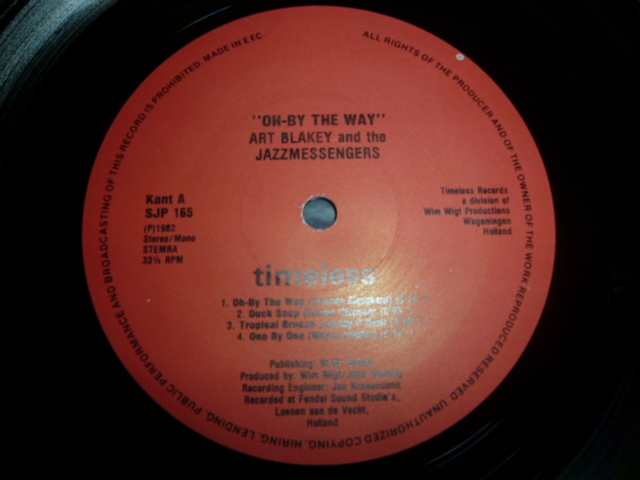 ALL RIGHTS OF THE PRODUCER AND OF THE OWNER OF THE WORK REPRODUCED RESERVED. UNAUTHORIZED COPYING, HIRING, LENDING, PUBLIC PERFORMANCE AND BROADCASTING OF THIS RECORD IS PROHIBITED. MADE IN EEC.
"OH-BY THE WAY"
ART BLAKEY and the
JAZZMESSENGERS
Kant A
SJP 165
(P)1982
Stereo/Mono
STEMRA
33⅓ RPM
Timeless Records
a division of
Wim Wigt Productions
Wageningen
Holland
timeless
1. Oh-By The Way
2. Duck Soup
3. Tropical Breeze
4. One By One
Publishing:
Produced by: Wim Wigt/
Recording Engineer: Jan
Recorded at Fendal Sound Studio's,
Loenen aan de Vecht,
Holland